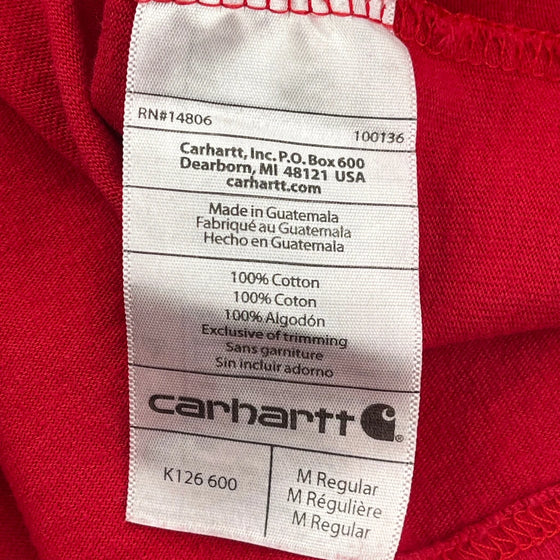 RN#14806 100136
Carhartt, Inc. P.O. Box 600
Dearborn, MI 48121 USA
carhartt.com
Made in Guatemala
Fabriqué au Guatemala
Hecho en Guatemala
100% Cotton
100% Coton
100% Algodón
Exclusive of trimming
Sans garniture
Sin incluir adorno
carhartt®
K126 600
M Regular
M Régulière
M Regular